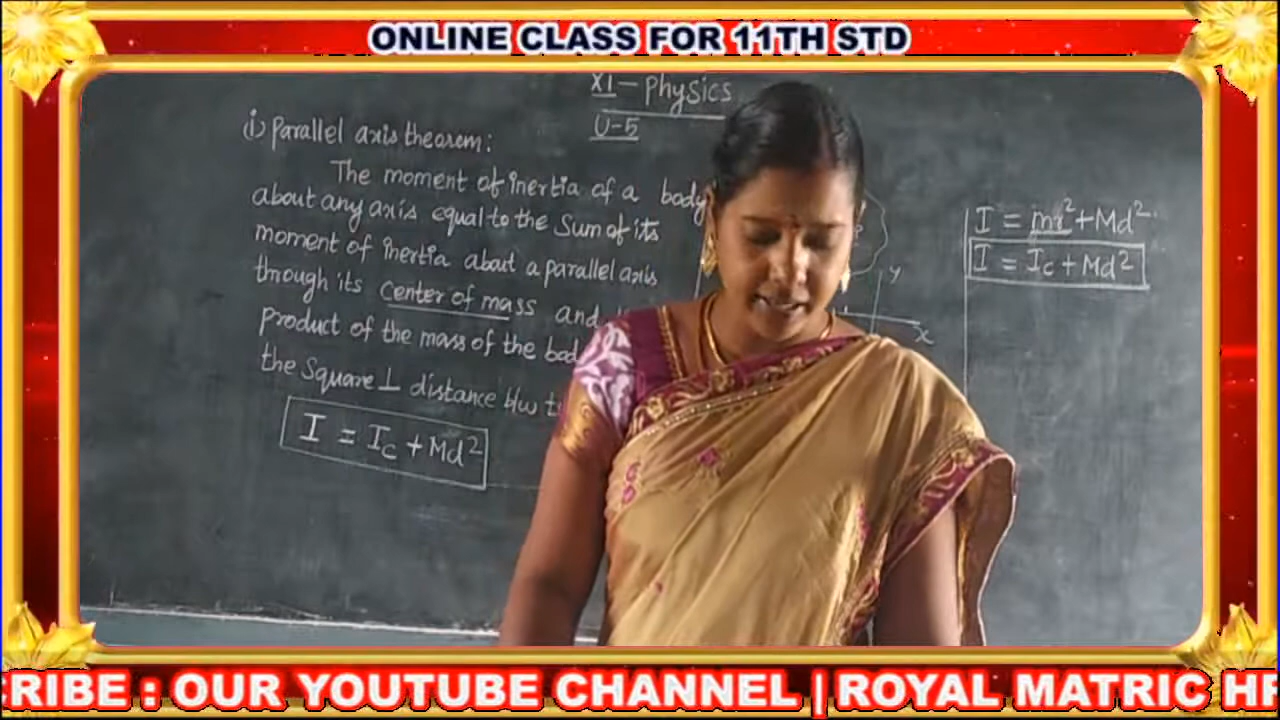 ONLINE CLASS FOR 11TH STD
XI - Physics
U-5
(i) Parallel axis theorem:
The moment of inertia of a body
about any axis equal to the Sum of its
moment of inertia about a parallel axis
through its center of mass and
product of the mass of the
the Square ⊥ distance b/w
I = Ic + Md²
y
x
I = mr² + Md²
I = Ic + Md²
CRIBE : OUR YOUTUBE CHANNEL | ROYAL MATRIC HR